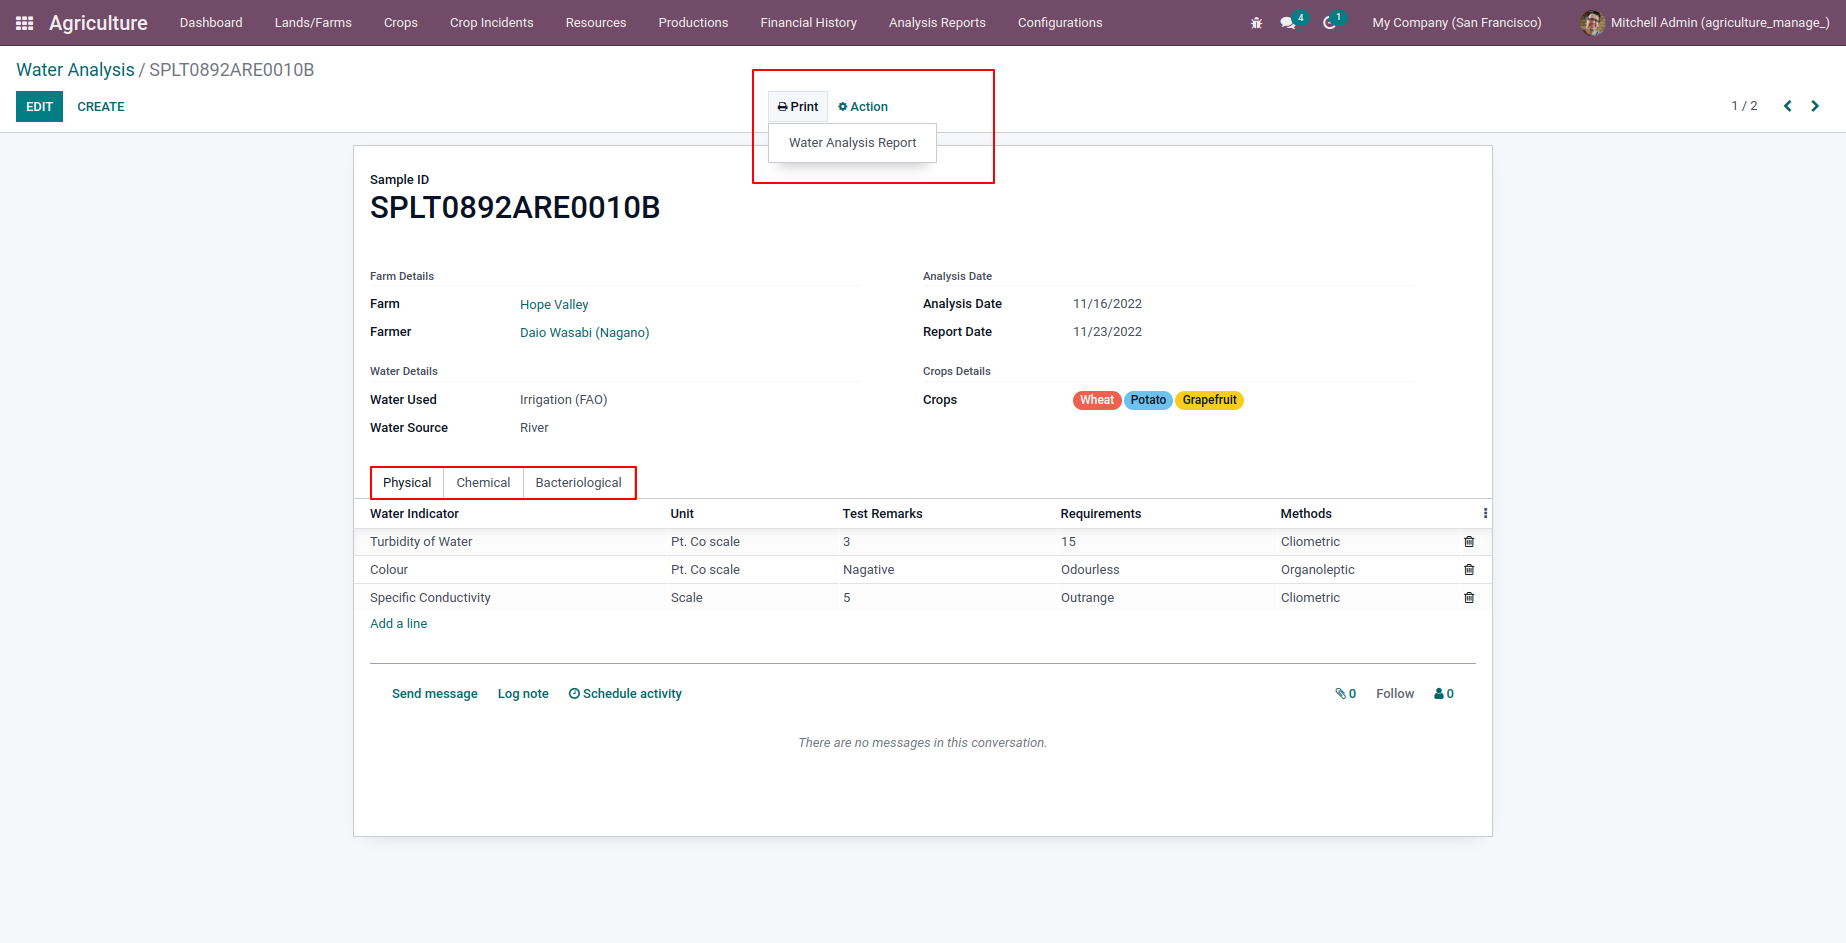 Agriculture Dashboard Lands/Farms Crops Crop Incidents Resources Productions Financial History Analysis Reports Configurations 4 1 My Company (San Francisco) Mitchell Admin (agriculture_manage_)
Water Analysis / SPLT0892ARE0010B
EDIT CREATE Print Action 1 / 2
Water Analysis Report
Sample ID
SPLT0892ARE0010B
Farm Details Analysis Date
Farm Hope Valley Analysis Date 11/16/2022
Farmer Daio Wasabi (Nagano) Report Date 11/23/2022
Water Details Crops Details
Water Used Irrigation (FAO) Crops Wheat Potato Grapefruit
Water Source River
Physical Chemical Bacteriological
Water Indicator Unit Test Remarks Requirements Methods
Turbidity of Water Pt. Co scale 3 15 Cliometric
Colour Pt. Co scale Nagative Odourless Organoleptic
Specific Conductivity Scale 5 Outrange Cliometric
Add a line
Send message Log note Schedule activity 0 Follow 0
There are no messages in this conversation.